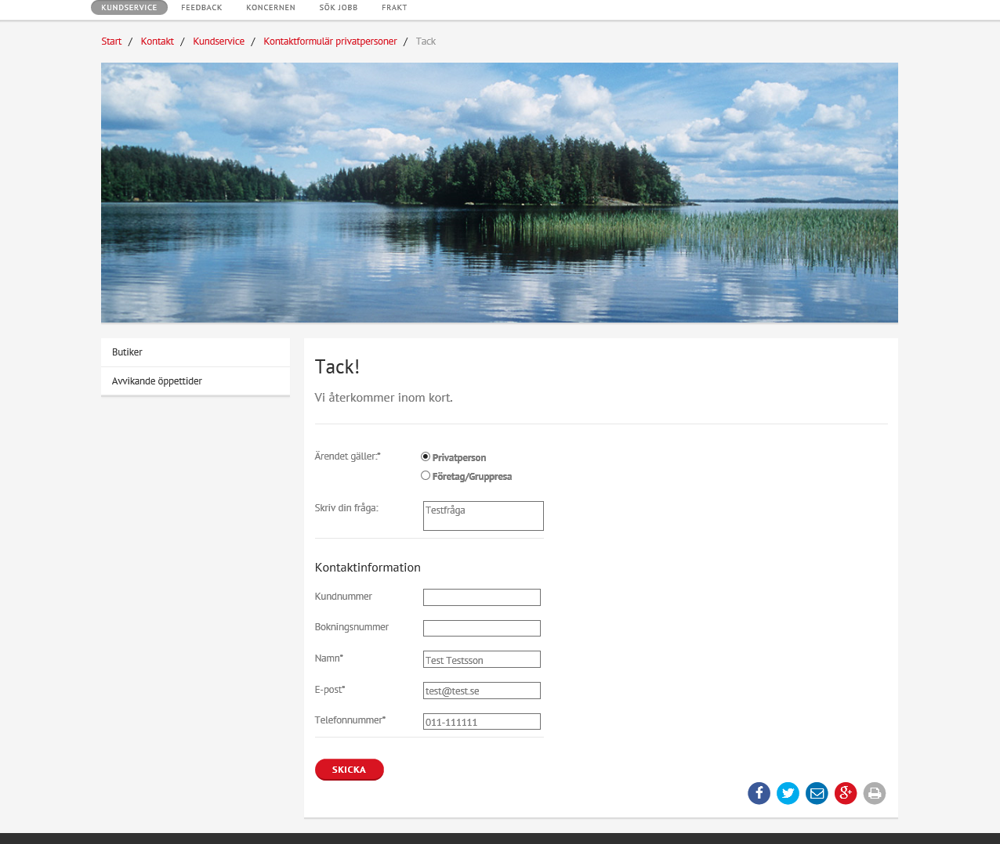 KUNDSERVICE FEEDBACK KONCERNEN SÖK JOBB FRAKT
Start / Kontakt / Kundservice / Kontaktformulär privatpersoner / Tack
Butiker
Avvikande öppettider
Tack!
Vi återkommer inom kort.
Ärendet gäller:*
Privatperson
Företag/Gruppresa
Skriv din fråga: Testfråga
Kontaktinformation
Kundnummer
Bokningsnummer
Namn* Test Testsson
E-post* test@test.se
Telefonnummer* 011-111111
SKICKA